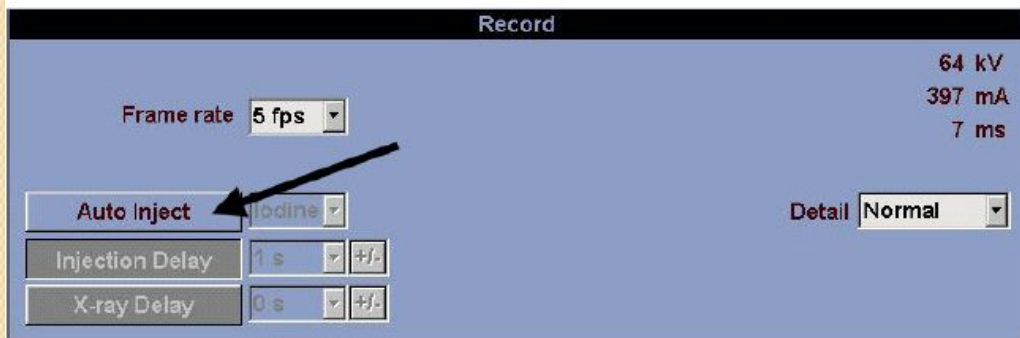 Record
64 kV
Frame rate 5 fps 397 mA
7 ms
Auto Inject Iodine Detail Normal
Injection Delay 1 s +/-
X-ray Delay 0 s +/-